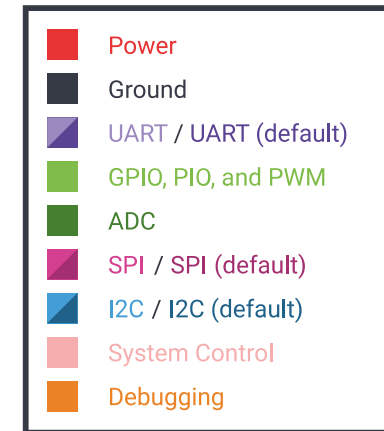 Power
Ground
UART / UART (default)
GPIO, PIO, and PWM
ADC
SPI / SPI (default)
I2C / I2C (default)
System Control
Debugging